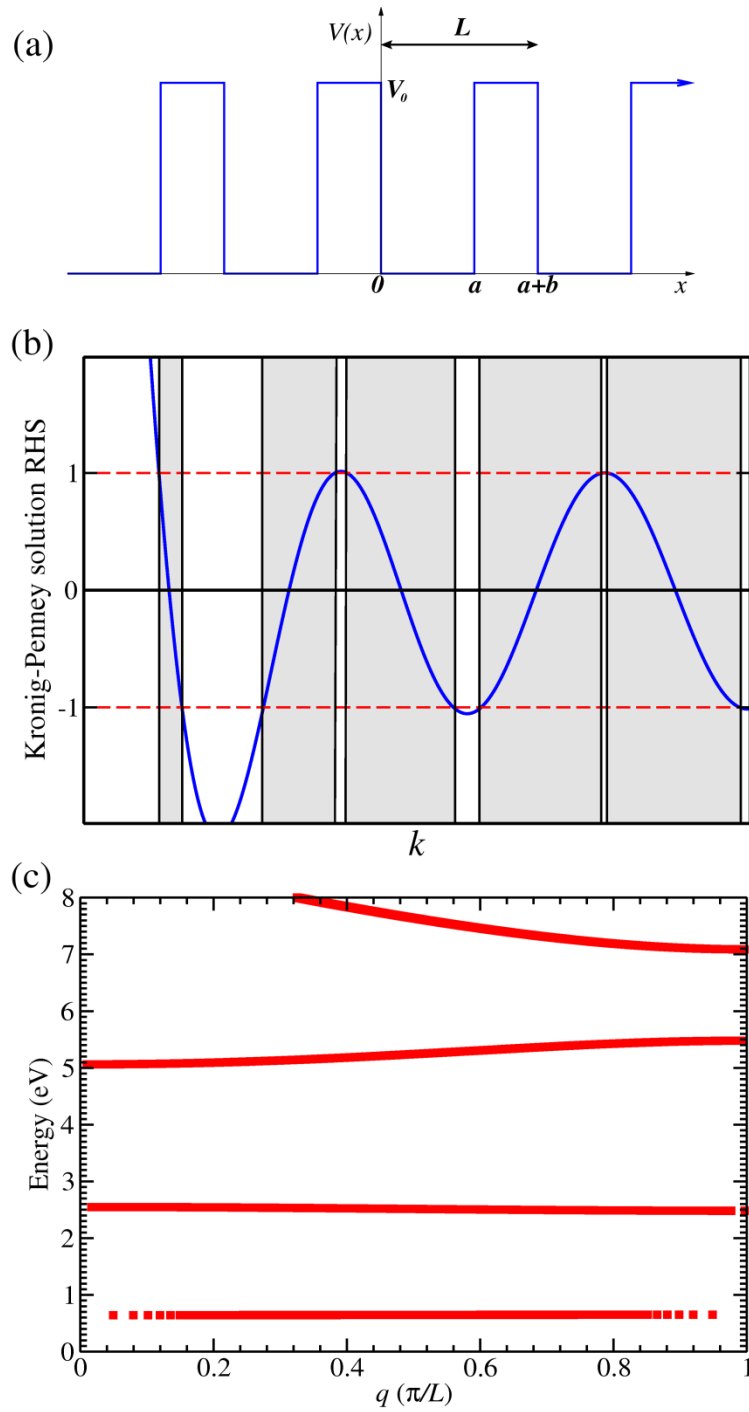 (a)
V(x)
L
V₀
0
a
a+b
x
(b)
Kronig-Penney solution RHS
1
0
-1
k
(c)
Energy (eV)
8
7
6
5
4
3
2
1
0
0 0.2 0.4 0.6 0.8 1
q (π/L)